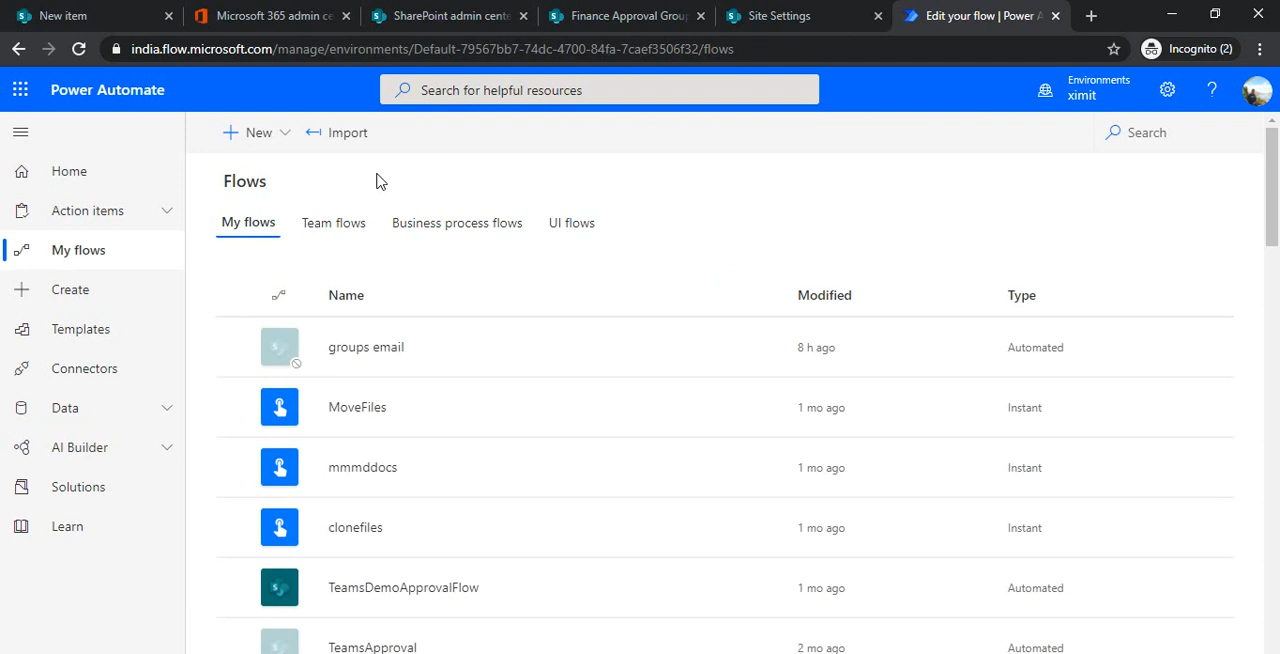 New item
Microsoft 365 admin ce
SharePoint admin cente
Finance Approval Group
Site Settings
Edit your flow | Power A
india.flow.microsoft.com/manage/environments/Default-79567bb7-74dc-4700-84fa-7caef3506f32/flows
Incognito (2)
Power Automate
Search for helpful resources
Environments
ximit
New
Import
Search
Home
Action items
My flows
Create
Templates
Connectors
Data
AI Builder
Solutions
Learn
Flows
My flows
Team flows
Business process flows
UI flows
Name
Modified
Type
groups email
8 h ago
Automated
MoveFiles
1 mo ago
Instant
mmmddocs
1 mo ago
Instant
clonefiles
1 mo ago
Instant
TeamsDemoApprovalFlow
1 mo ago
Automated
TeamsApproval
2 mo ago
Automated